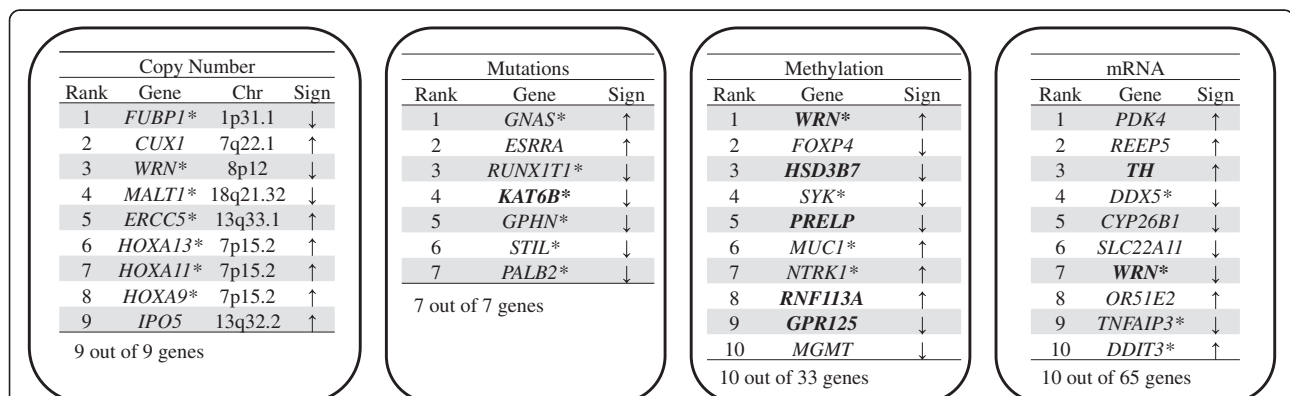 Copy Number
Rank Gene Chr Sign
1 FUBP1* 1p31.1 ↓
2 CUX1 7q22.1 ↑
3 WRN* 8p12 ↓
4 MALT1* 18q21.32 ↓
5 ERCC5* 13q33.1 ↑
6 HOXA13* 7p15.2 ↑
7 HOXA11* 7p15.2 ↑
8 HOXA9* 7p15.2 ↑
9 IPO5 13q32.2 ↑
9 out of 9 genes
Mutations
Rank Gene Sign
1 GNAS* ↑
2 ESRRA ↑
3 RUNX1T1* ↓
4 KAT6B* ↓
5 GPHN* ↓
6 STIL* ↓
7 PALB2* ↓
7 out of 7 genes
Methylation
Rank Gene Sign
1 WRN* ↑
2 FOXP4 ↓
3 HSD3B7 ↓
4 SYK* ↓
5 PRELP ↓
6 MUC1* ↑
7 NTRK1* ↑
8 RNF113A ↑
9 GPR125 ↓
10 MGMT ↓
10 out of 33 genes
mRNA
Rank Gene Sign
1 PDK4 ↑
2 REEP5 ↑
3 TH ↑
4 DDX5* ↓
5 CYP26B1 ↓
6 SLC22A11 ↓
7 WRN* ↓
8 OR51E2 ↑
9 TNFAIP3* ↓
10 DDIT3* ↑
10 out of 65 genes